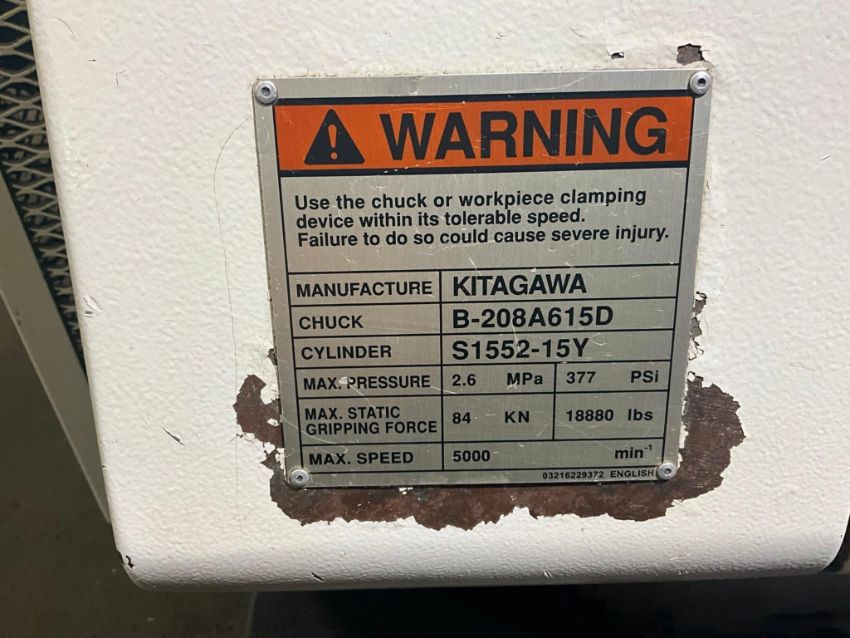 WARNING
Use the chuck or workpiece clamping
device within its tolerable speed.
Failure to do so could cause severe injury.
MANUFACTURE KITAGAWA
CHUCK B-208A615D
CYLINDER S1552-15Y
MAX. PRESSURE 2.6 MPa 377 PSi
MAX. STATIC
GRIPPING FORCE 84 KN 18880 lbs
MAX. SPEED 5000 min⁻¹
03216229372 ENGLISH